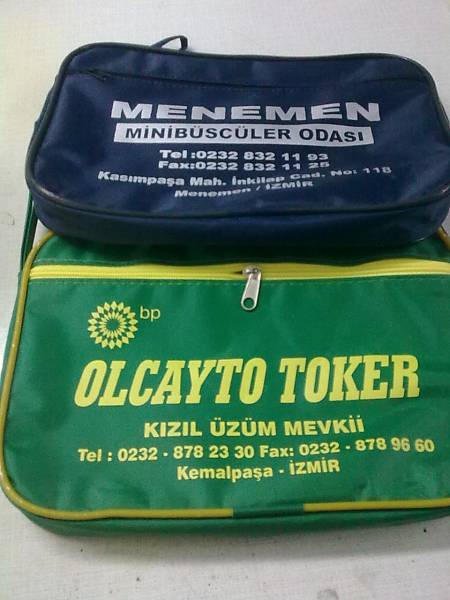 MENEMEN
MİNİBÜSCÜLER ODASI
Tel:0232 832 11 93
Fax:0232 832 11 25
Kasımpaşa Mah. İnkilap Cad. No: 118
Menemen / İZMİR
bp
OLCAYTO TOKER
KIZIL ÜZÜM MEVKİİ
Tel : 0232 - 878 23 30 Fax: 0232 - 878 96 60
Kemalpaşa - İZMİR